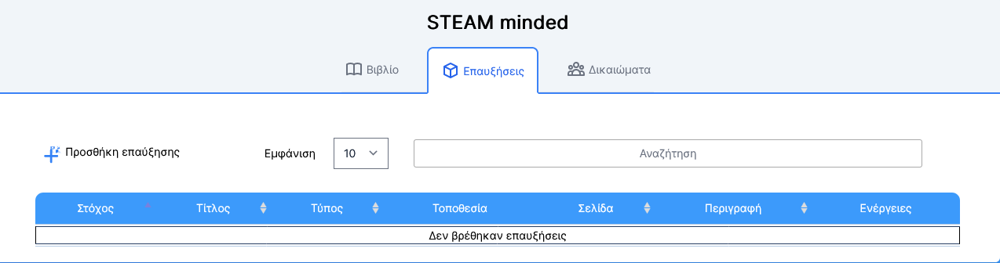 STEAM minded
Βιβλίο Επαυξήσεις Δικαιώματα
Προσθήκη επαύξησης Εμφάνιση 10 Αναζήτηση
Στόχος Τίτλος Τύπος Τοποθεσία Σελίδα Περιγραφή Ενέργειες
Δεν βρέθηκαν επαυξήσεις